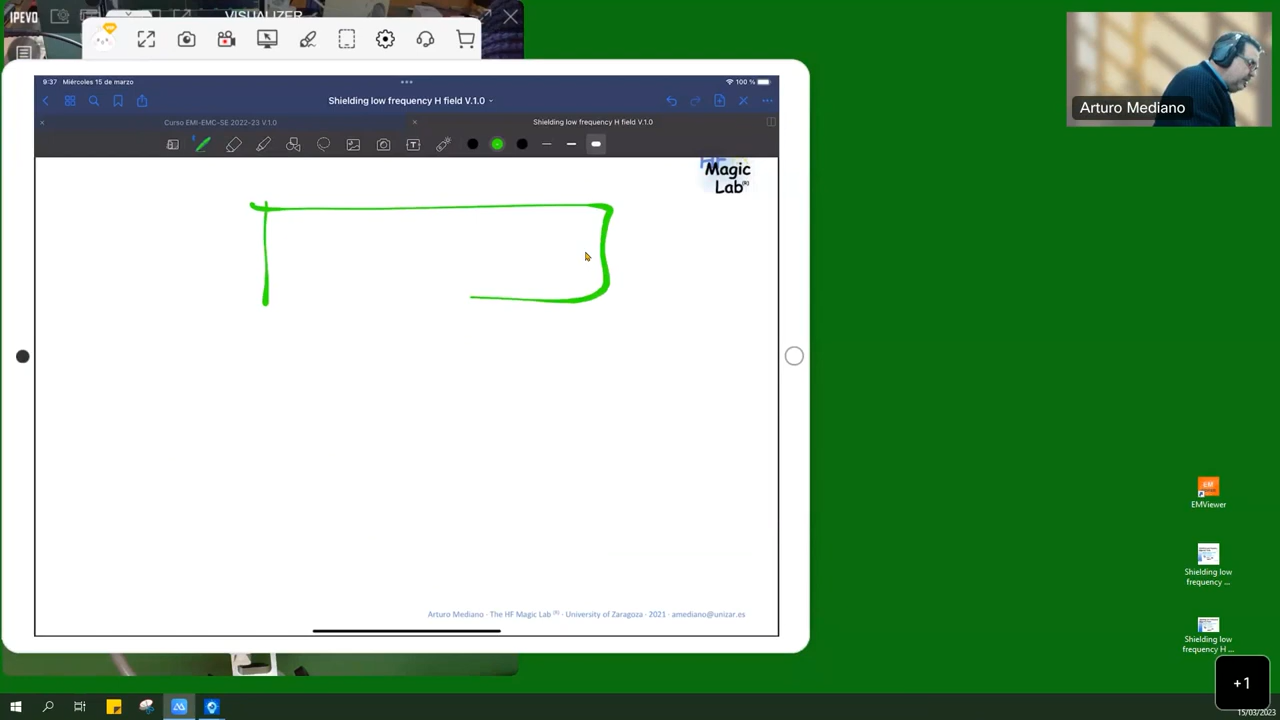 IPEVO
VISUALIZER
9:37 Miércoles 15 de marzo
100 %
Shielding low frequency H field V.1.0
Curso EMI-EMC-SE 2022-23 V.1.0
Shielding low frequency H field V.1.0
HF
Magic
Lab(R)
Arturo Mediano
EM
EMViewer
Shielding low
frequency ...
Shielding low
frequency H ...
Arturo Mediano - The HF Magic Lab (R) - University of Zaragoza - 2021 - amediano@unizar.es
+1
15/03/2023